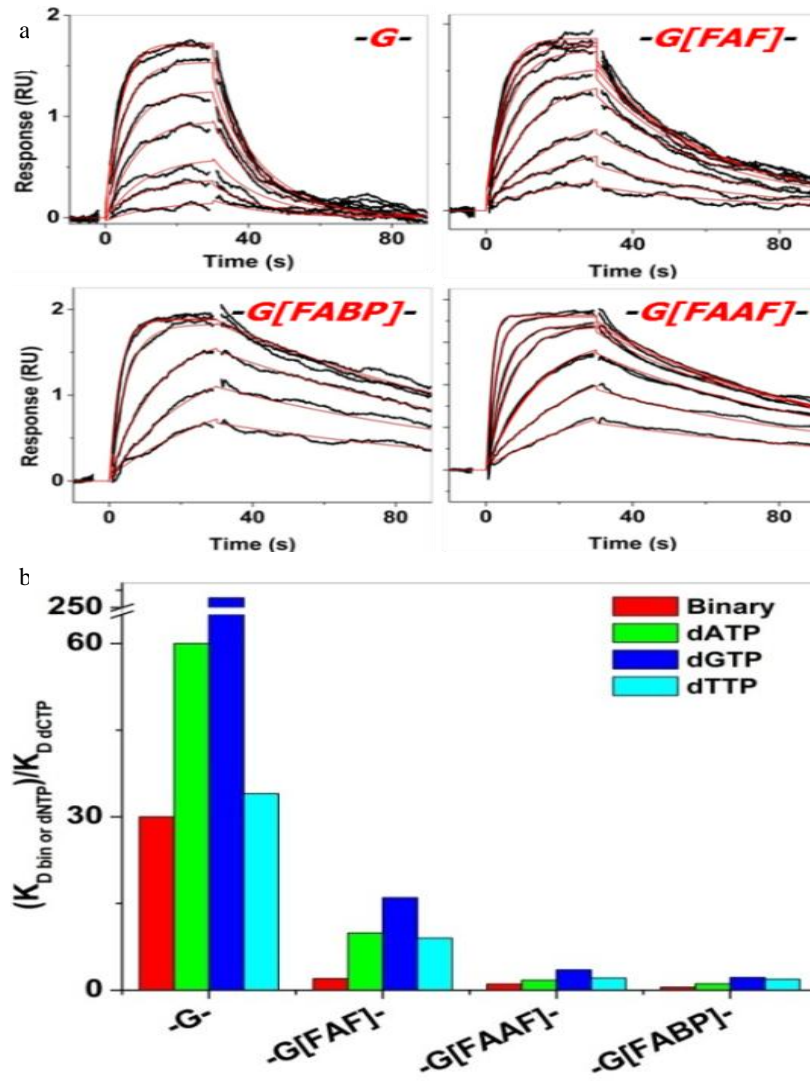 a
2
1
0
Response (RU)
-G-
0 40 80
Time (s)
-G[FAF]-
0 40 80
Time (s)
2
1
0
Response (RU)
-G[FABP]-
0 40 80
Time (s)
-G[FAAF]-
0 40 80
Time (s)
b
250
60
30
0
(K D bin or dNTP)/K D dCTP
Binary
dATP
dGTP
dTTP
-G-
-G[FAF]-
-G[FAAF]-
-G[FABP]-